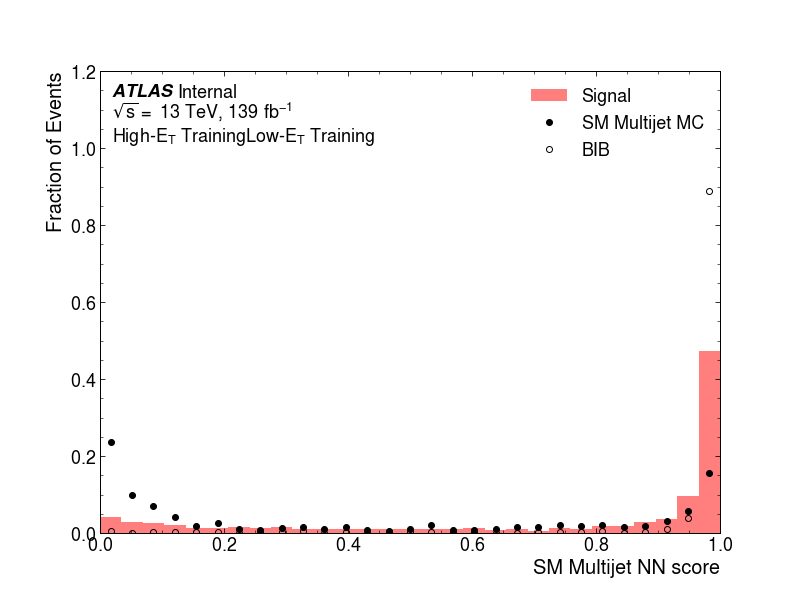 ATLAS Internal
√s = 13 TeV, 139 fb⁻¹
High-E_T TrainingLow-E_T Training
Signal
SM Multijet MC
BIB
Fraction of Events
1.2
1.0
0.8
0.6
0.4
0.2
0.0
0.0 0.2 0.4 0.6 0.8 1.0
SM Multijet NN score